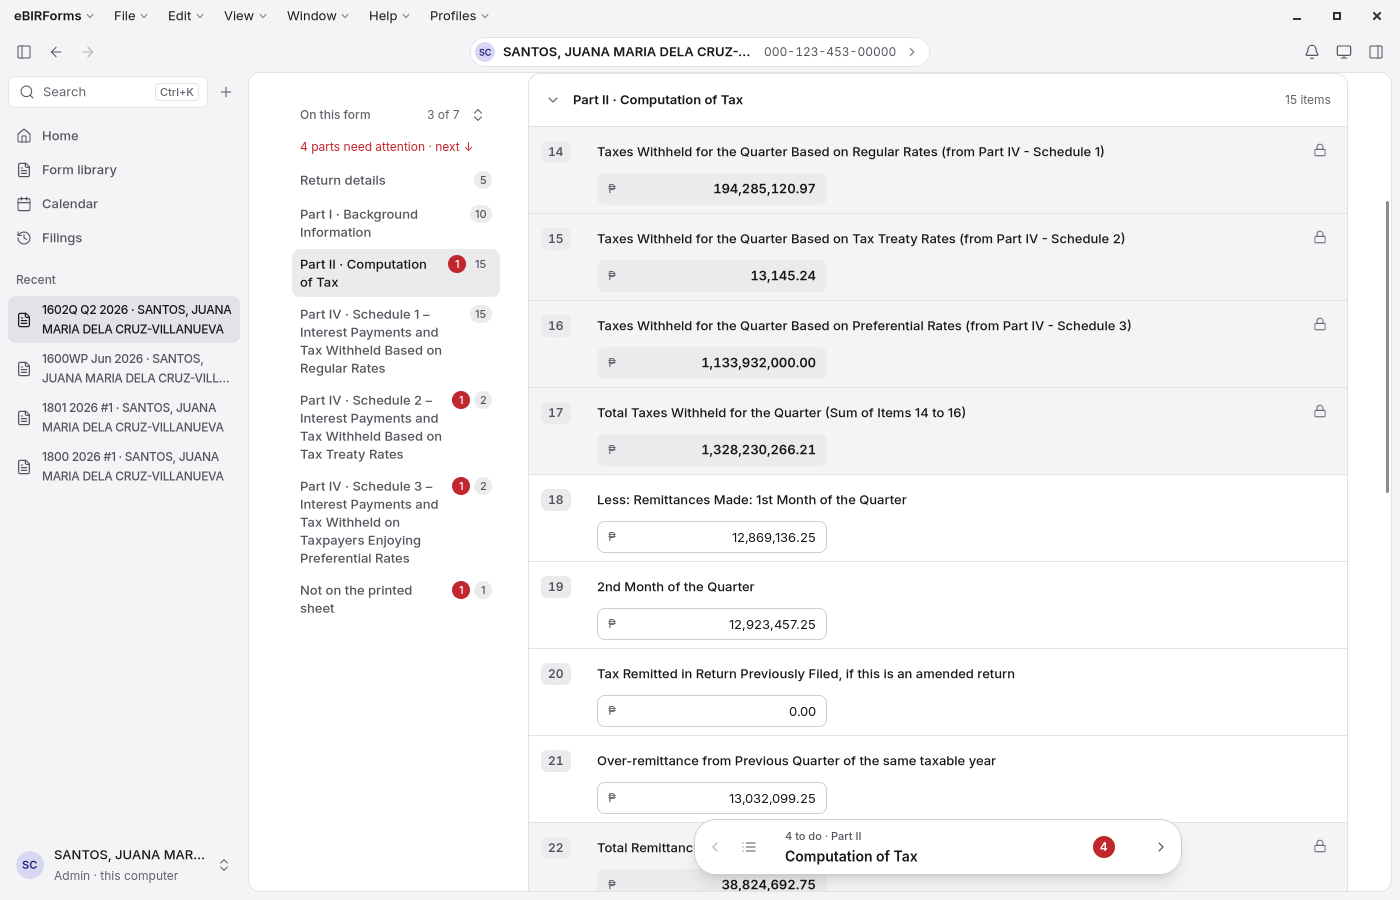 eBIRForms File Edit View Window Help Profiles
SC SANTOS, JUANA MARIA DELA CRUZ-... 000-123-453-00000
Search Ctrl+K
Home
Form library
Calendar
Filings
Recent
1602Q Q2 2026 · SANTOS, JUANA
MARIA DELA CRUZ-VILLANUEVA
1600WP Jun 2026 · SANTOS,
JUANA MARIA DELA CRUZ-VILL...
1801 2026 #1 · SANTOS, JUANA
MARIA DELA CRUZ-VILLANUEVA
1800 2026 #1 · SANTOS, JUANA
MARIA DELA CRUZ-VILLANUEVA
SC SANTOS, JUANA MAR...
Admin · this computer
On this form 3 of 7
4 parts need attention · next ↓
Return details 5
Part I · Background 10
Information
Part II · Computation 1 15
of Tax
Part IV · Schedule 1 – 15
Interest Payments and
Tax Withheld Based on
Regular Rates
Part IV · Schedule 2 – 1 2
Interest Payments and
Tax Withheld Based on
Tax Treaty Rates
Part IV · Schedule 3 – 1 2
Interest Payments and
Tax Withheld on
Taxpayers Enjoying
Preferential Rates
Not on the printed 1 1
sheet
Part II · Computation of Tax 15 items
14 Taxes Withheld for the Quarter Based on Regular Rates (from Part IV - Schedule 1)
₱ 194,285,120.97
15 Taxes Withheld for the Quarter Based on Tax Treaty Rates (from Part IV - Schedule 2)
₱ 13,145.24
16 Taxes Withheld for the Quarter Based on Preferential Rates (from Part IV - Schedule 3)
₱ 1,133,932,000.00
17 Total Taxes Withheld for the Quarter (Sum of Items 14 to 16)
₱ 1,328,230,266.21
18 Less: Remittances Made: 1st Month of the Quarter
₱ 12,869,136.25
19 2nd Month of the Quarter
₱ 12,923,457.25
20 Tax Remitted in Return Previously Filed, if this is an amended return
₱ 0.00
21 Over-remittance from Previous Quarter of the same taxable year
₱ 13,032,099.25
22 Total Remittanc
₱ 38,824,692.75
4 to do · Part II
Computation of Tax 4